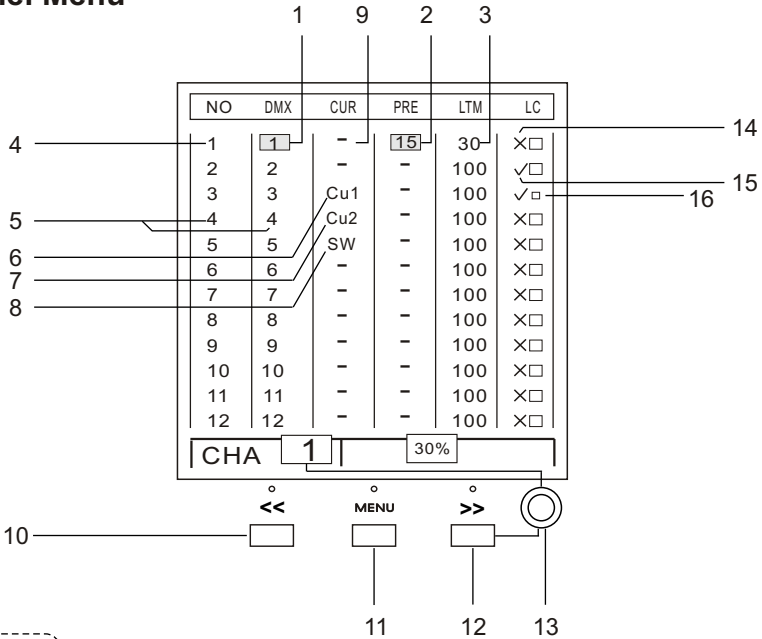 1 9 2 3
NO DMX CUR PRE LTM LC
4 1 1 - 15 30 ×□ 14
2 2 - - 100 ✓□
3 3 Cu1 - 100 ✓□ 15 16
5 4 4 Cu2 - 100 ×□
5 5 SW - 100 ×□
6 6 6 - - 100 ×□
7 7 7 - - 100 ×□
8 8 8 - - 100 ×□
9 9 - - 100 ×□
10 10 - - 100 ×□
11 11 - - 100 ×□
12 12 - - 100 ×□
CHA 1 30%
<< MENU >>
10
11 12 13